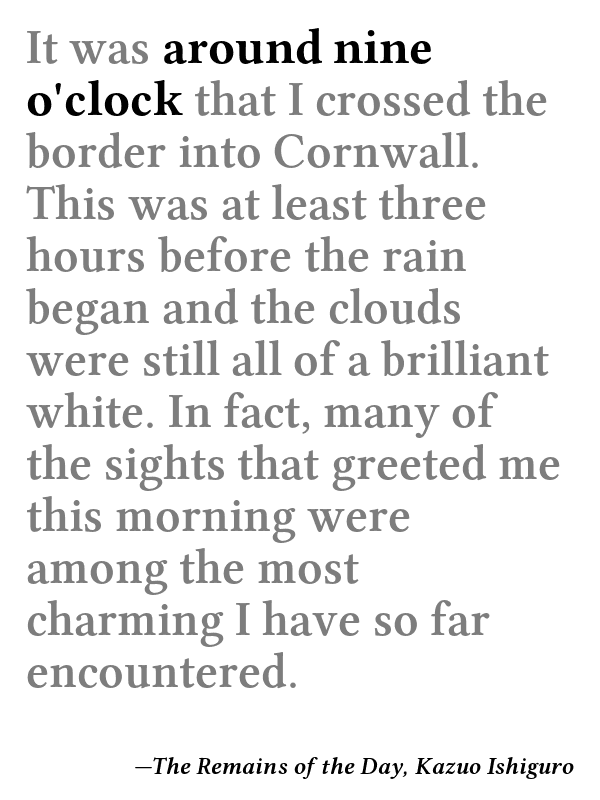 It was around nine
o'clock that I crossed the
border into Cornwall.
This was at least three
hours before the rain
began and the clouds
were still all of a brilliant
white. In fact, many of
the sights that greeted me
this morning were
among the most
charming I have so far
encountered.
—The Remains of the Day, Kazuo Ishiguro